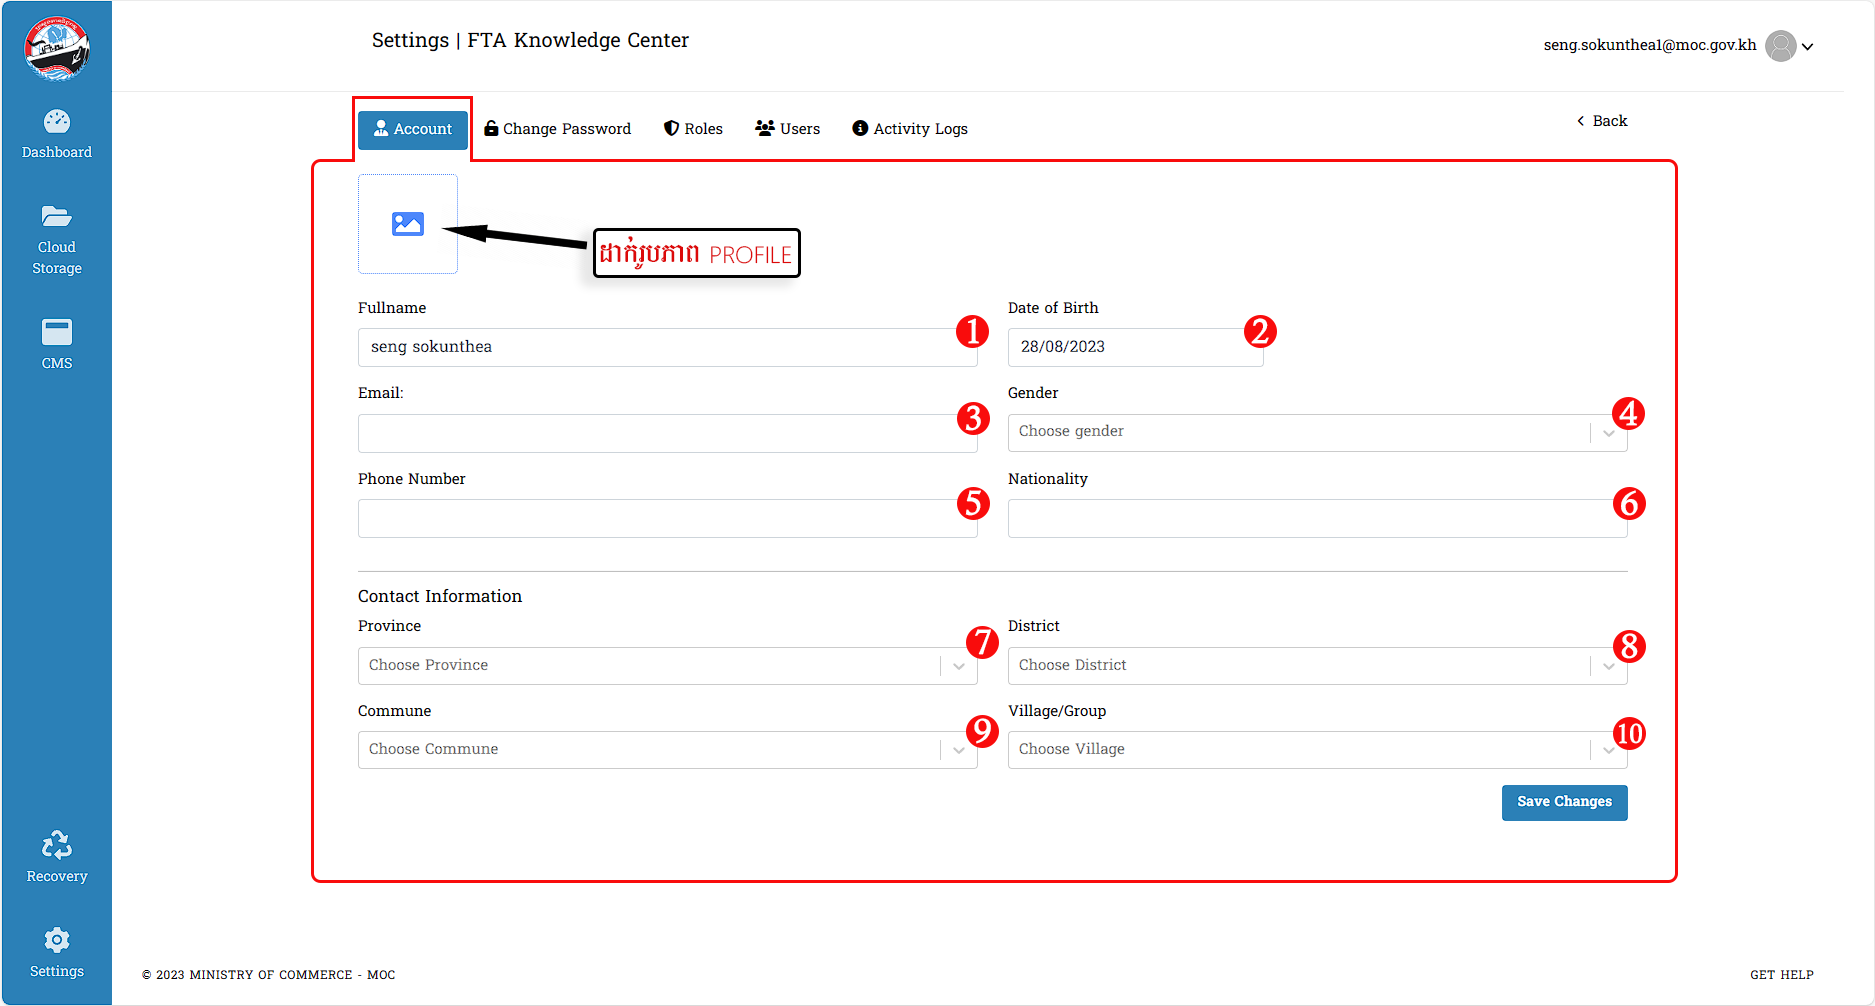 Settings | FTA Knowledge Center
seng.sokunthea1@moc.gov.kh
Dashboard
Cloud
Storage
CMS
Recovery
Settings
Account
Change Password
Roles
Users
Activity Logs
Back
ដាក់រូបភាព PROFILE
Fullname
1
seng sokunthea
Date of Birth
2
28/08/2023
Email:
3
Gender
4
Choose gender
Phone Number
5
Nationality
6
Contact Information
Province
7
Choose Province
District
8
Choose District
Commune
9
Choose Commune
Village/Group
10
Choose Village
Save Changes
© 2023 MINISTRY OF COMMERCE - MOC
GET HELP